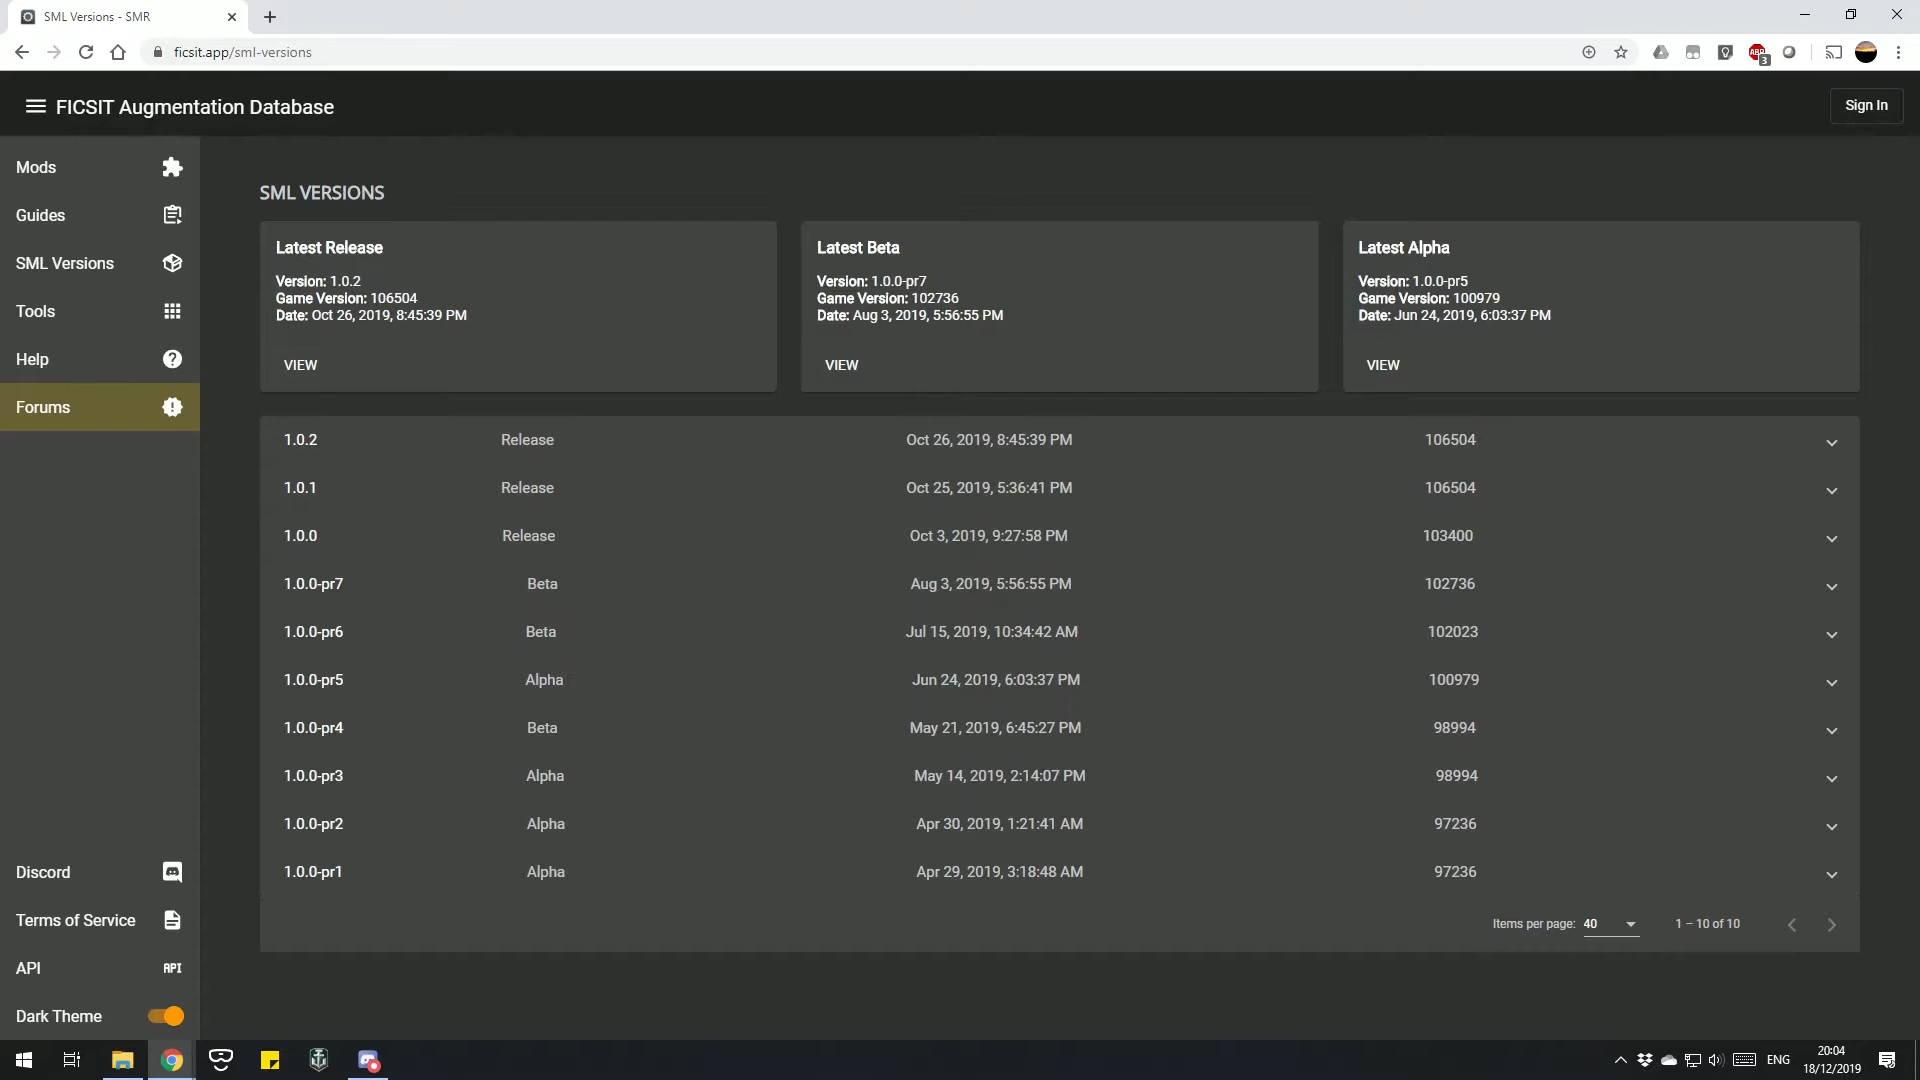 SML Versions - SMR
ficsit.app/sml-versions
ABP
3
FICSIT Augmentation Database
Sign In
Mods
Guides
SML Versions
Tools
Help
Forums
SML VERSIONS
Latest Release
Version: 1.0.2
Game Version: 106504
Date: Oct 26, 2019, 8:45:39 PM
VIEW
Latest Beta
Version: 1.0.0-pr7
Game Version: 102736
Date: Aug 3, 2019, 5:56:55 PM
VIEW
Latest Alpha
Version: 1.0.0-pr5
Game Version: 100979
Date: Jun 24, 2019, 6:03:37 PM
VIEW
1.0.2 Release Oct 26, 2019, 8:45:39 PM 106504
1.0.1 Release Oct 25, 2019, 5:36:41 PM 106504
1.0.0 Release Oct 3, 2019, 9:27:58 PM 103400
1.0.0-pr7 Beta Aug 3, 2019, 5:56:55 PM 102736
1.0.0-pr6 Beta Jul 15, 2019, 10:34:42 AM 102023
1.0.0-pr5 Alpha Jun 24, 2019, 6:03:37 PM 100979
1.0.0-pr4 Beta May 21, 2019, 6:45:27 PM 98994
1.0.0-pr3 Alpha May 14, 2019, 2:14:07 PM 98994
1.0.0-pr2 Alpha Apr 30, 2019, 1:21:41 AM 97236
1.0.0-pr1 Alpha Apr 29, 2019, 3:18:48 AM 97236
Items per page: 40 1 – 10 of 10
Discord
Terms of Service
API API
Dark Theme
ENG
20:04
18/12/2019